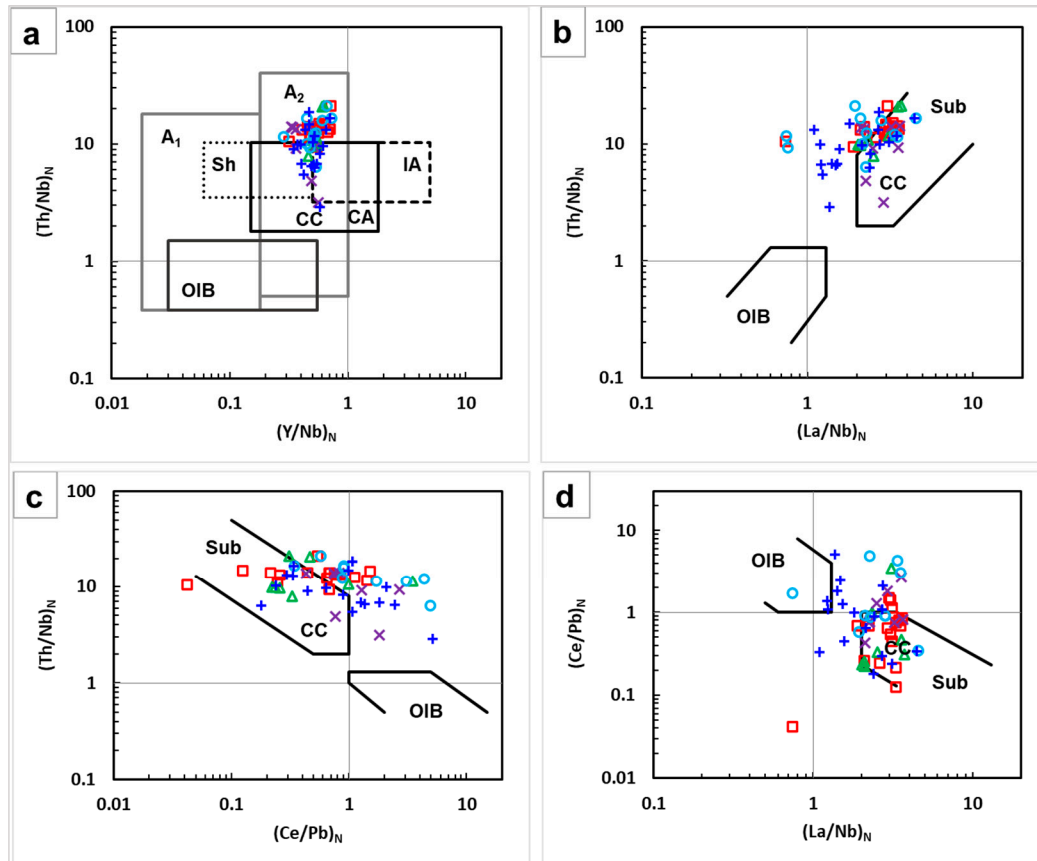 a
100
10
1
0.1
(Th/Nb)N
A1
A2
Sh
IA
CC
CA
OIB
0.01
0.1
1
10
(Y/Nb)N
b
100
10
1
0.1
(Th/Nb)N
Sub
CC
OIB
0.1
1
10
(La/Nb)N
c
100
10
1
0.1
(Th/Nb)N
Sub
CC
OIB
0.01
0.1
1
10
(Ce/Pb)N
d
10
1
0.1
0.01
(Ce/Pb)N
OIB
CC
Sub
0.1
1
10
(La/Nb)N